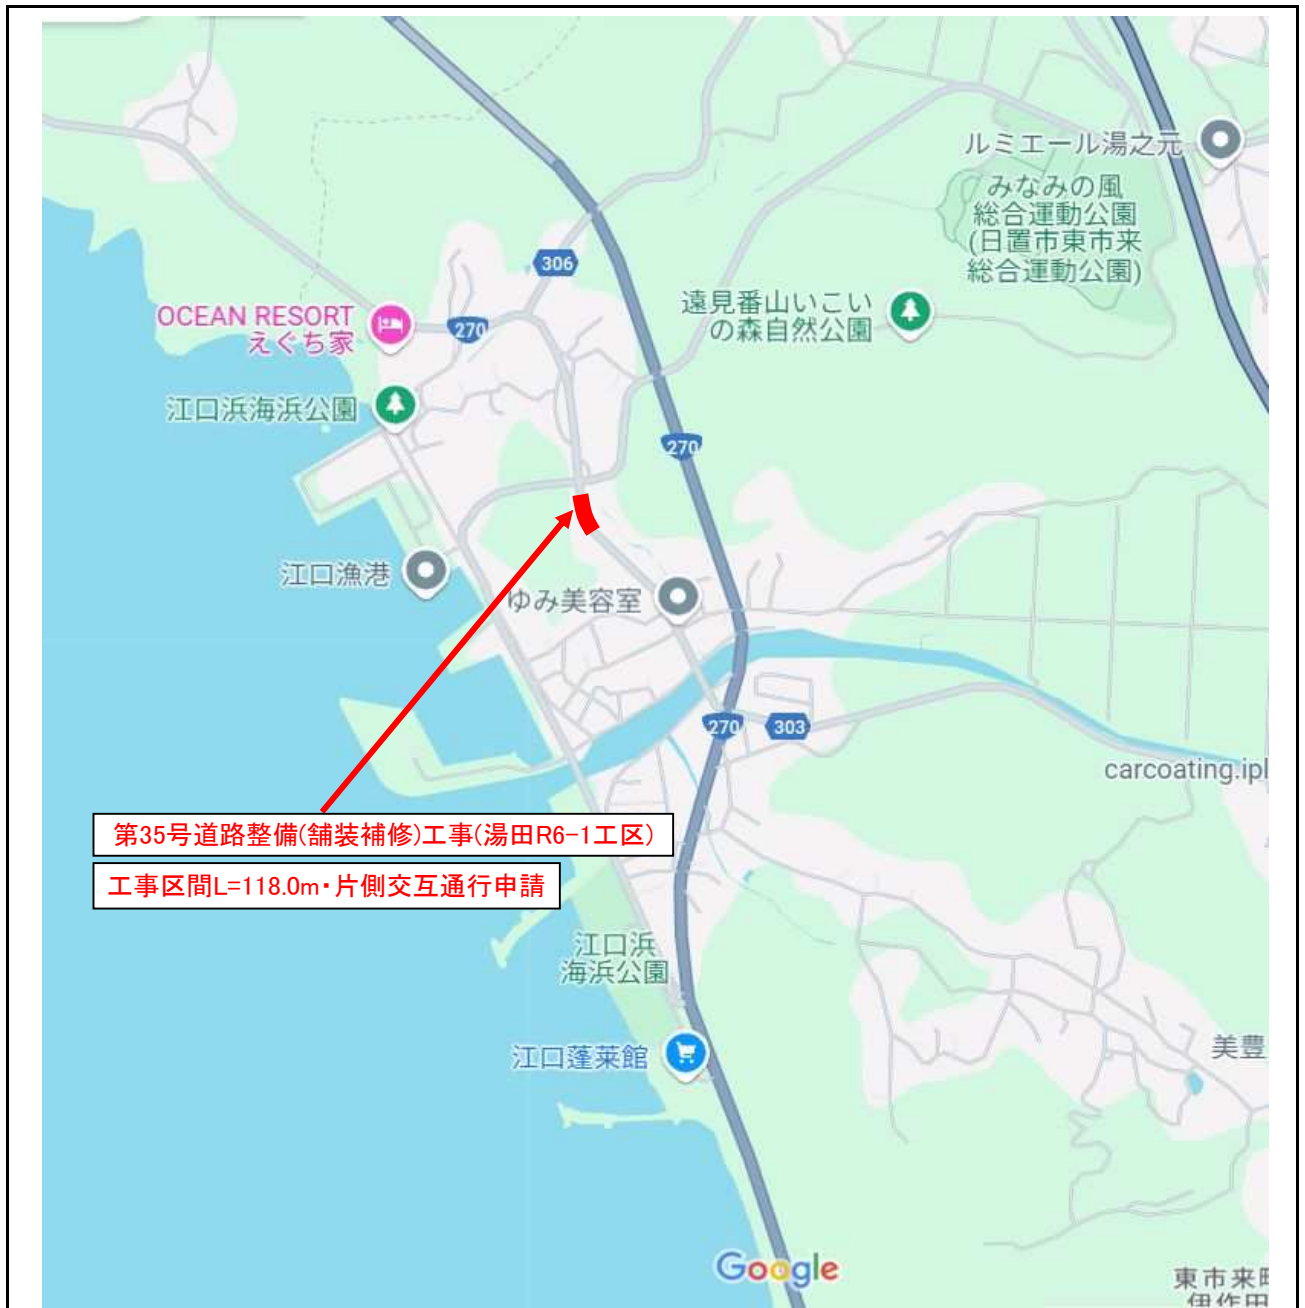 ルミエール湯之元
みなみの風
総合運動公園
(日置市東市来
総合運動公園)
306
遠見番山いこい
の森自然公園
OCEAN RESORT
えぐち家
270
江口浜海浜公園
270
江口漁港
ゆみ美容室
270
303
carcoating.ipl
第35号道路整備(舗装補修)工事(湯田R6-1工区)
工事区間L=118.0m・片側交互通行申請
江口浜
海浜公園
江口蓬莱館
美豊
Google
東市来町
伊作田